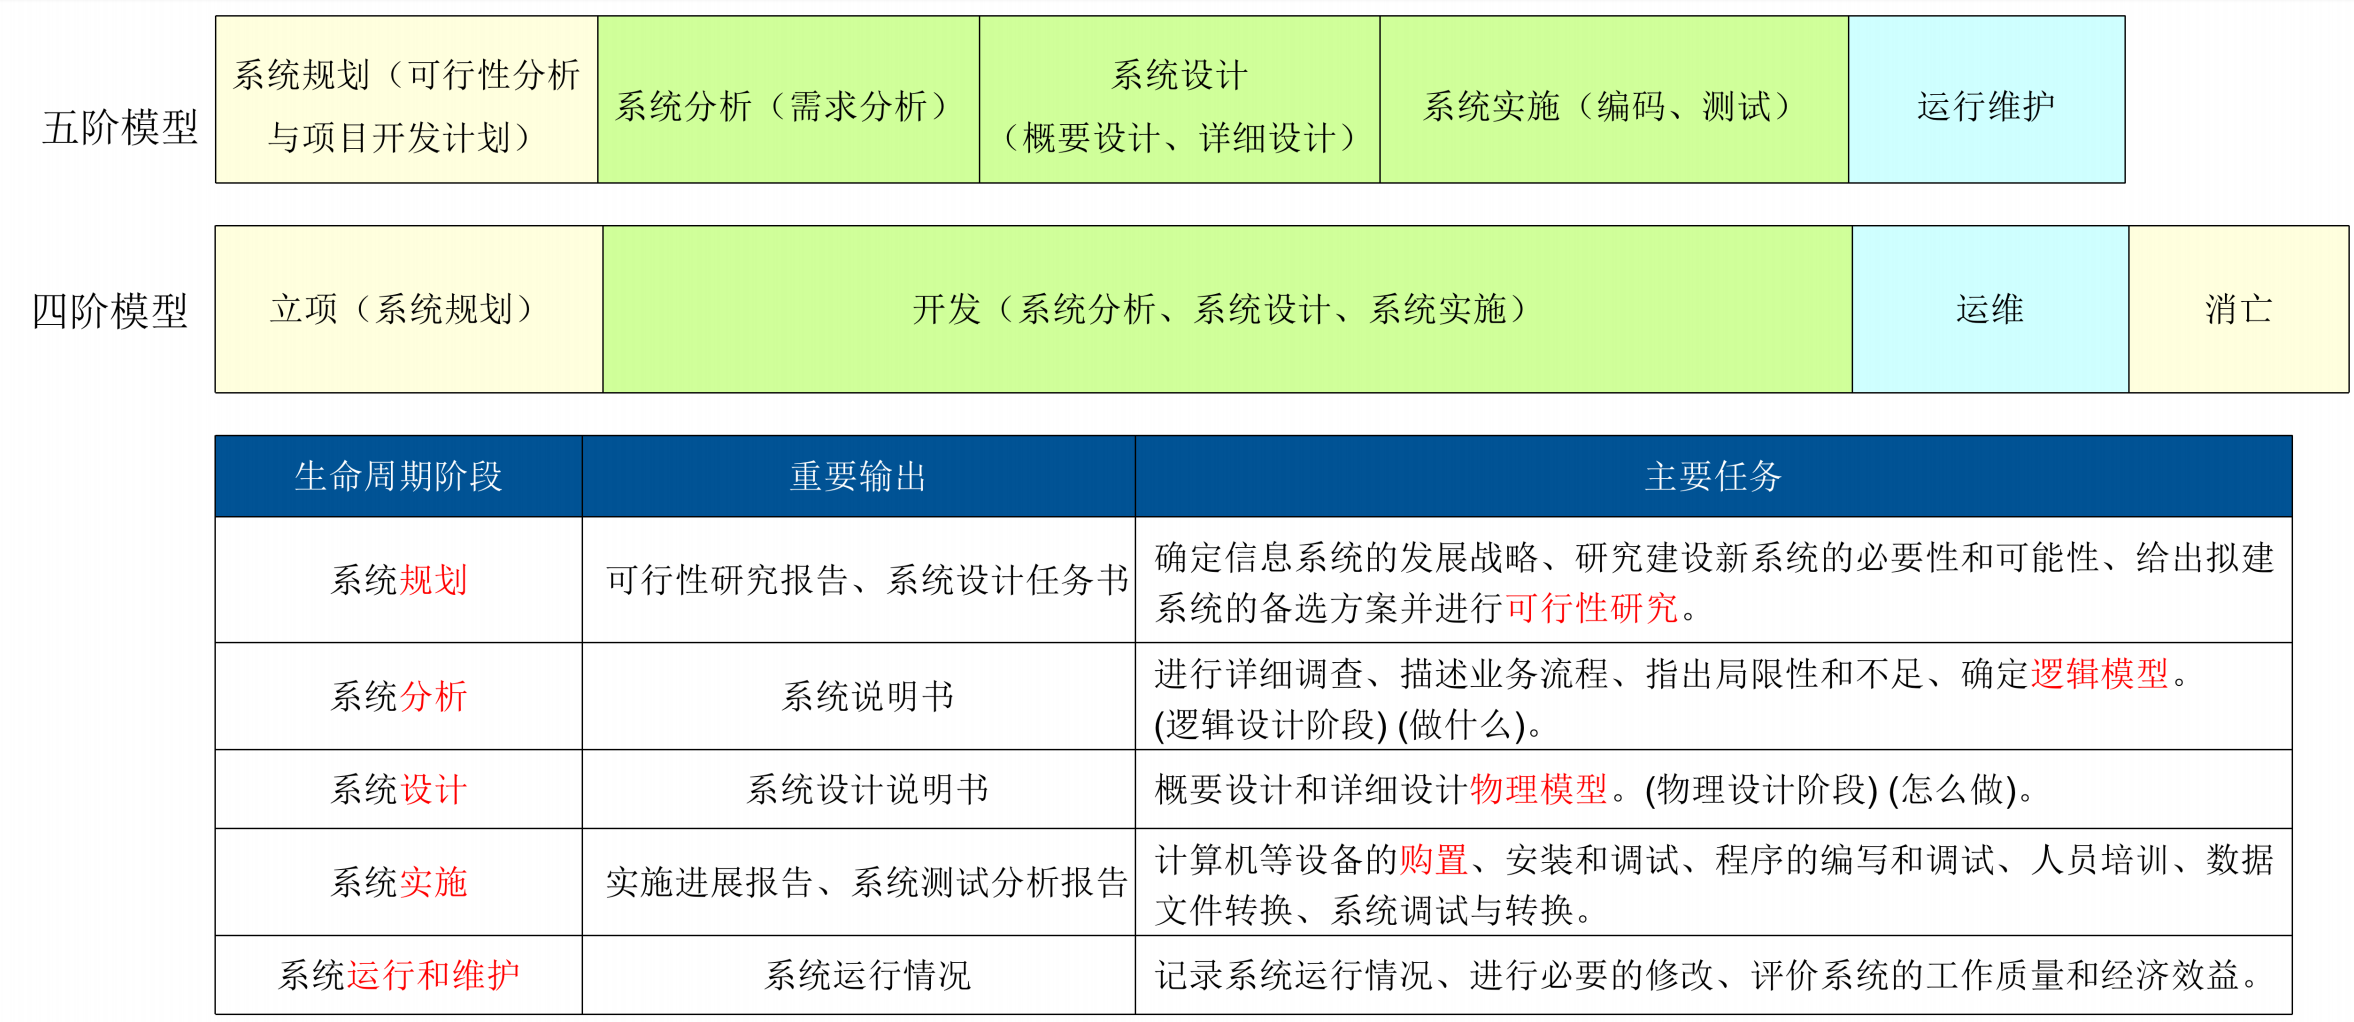 五阶模型
系统规划（可行性分析
与项目开发计划）
系统分析（需求分析）
系统设计
（概要设计、详细设计）
系统实施（编码、测试）
运行维护
四阶模型
立项（系统规划）
开发（系统分析、系统设计、系统实施）
运维
消亡
生命周期阶段
重要输出
主要任务
系统规划
可行性研究报告、系统设计任务书
确定信息系统的发展战略、研究建设新系统的必要性和可能性、给出拟建
系统的备选方案并进行可行性研究。
系统分析
系统说明书
进行详细调查、描述业务流程、指出局限性和不足、确定逻辑模型。
(逻辑设计阶段) (做什么)。
系统设计
系统设计说明书
概要设计和详细设计物理模型。(物理设计阶段) (怎么做)。
系统实施
实施进展报告、系统测试分析报告
计算机等设备的购置、安装和调试、程序的编写和调试、人员培训、数据
文件转换、系统调试与转换。
系统运行和维护
系统运行情况
记录系统运行情况、进行必要的修改、评价系统的工作质量和经济效益。